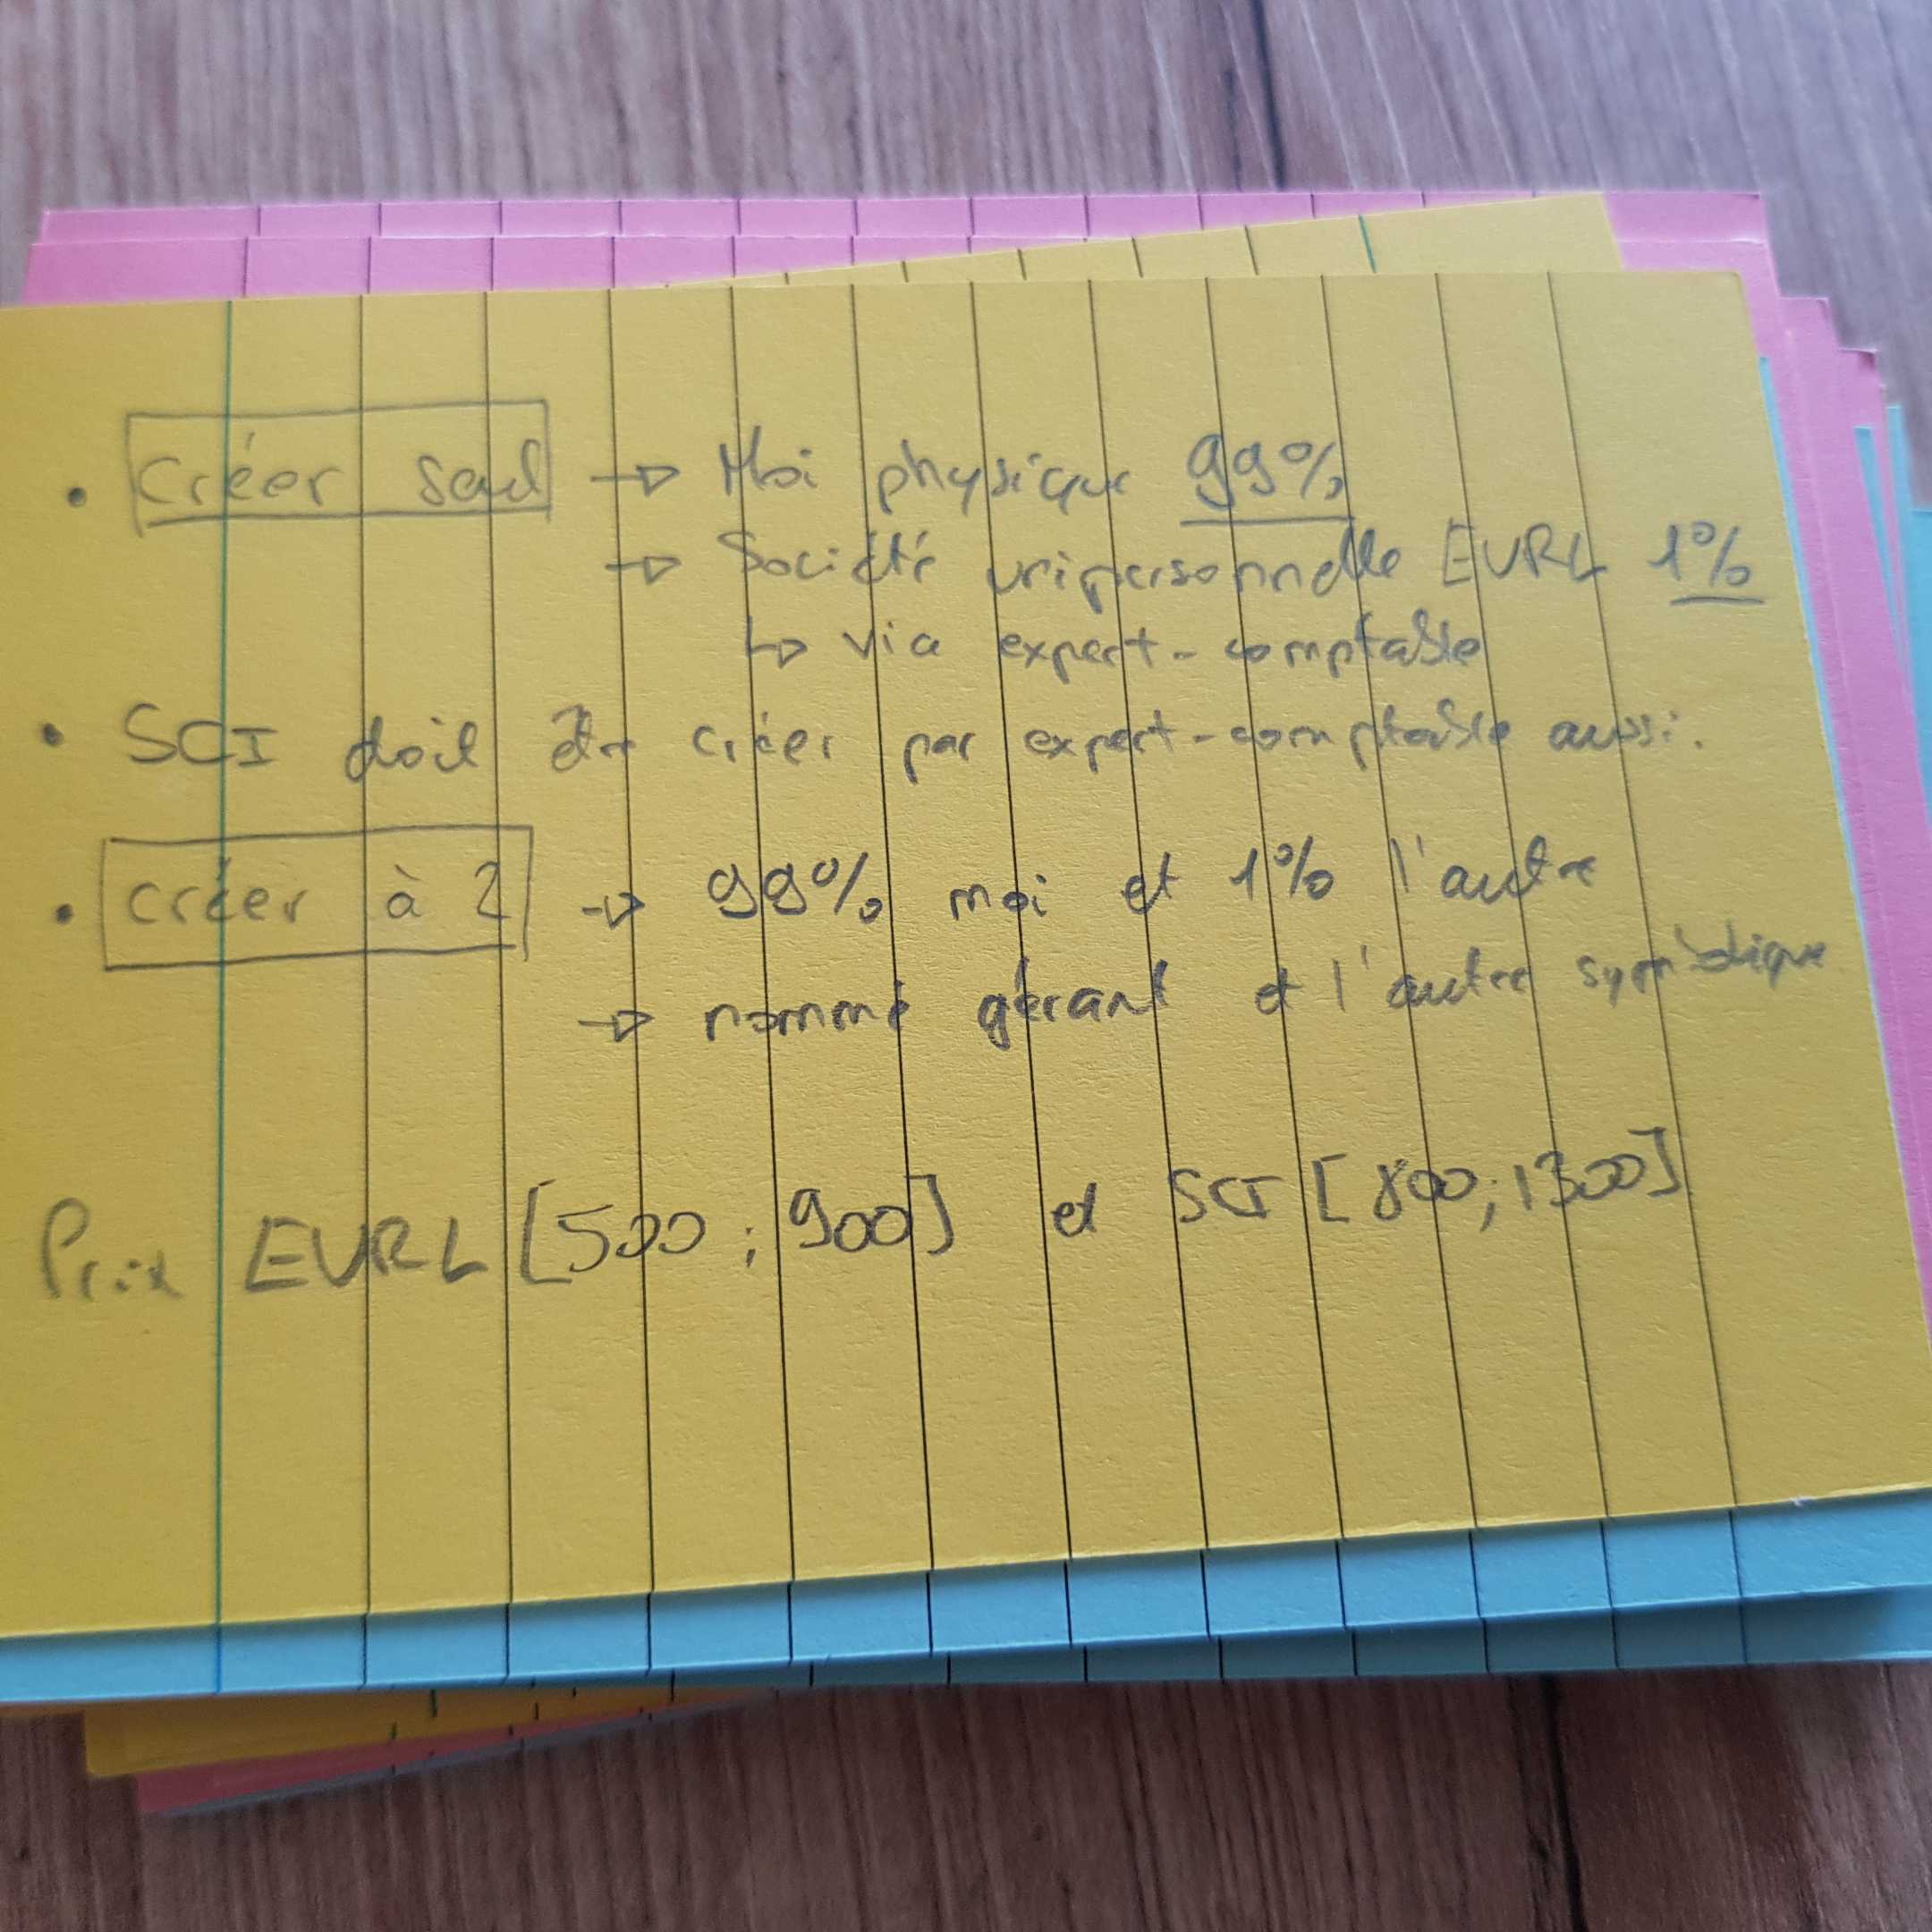 • Créer seul → Moi physique 99%
→ Société unipersonnelle EURL 1%
↳ via expert-comptable
• SCI doit être créer par expert-comptable aussi.
• créer à 2 → 99% moi et 1% l'autre
→ nommé gérant et l'autre symbolique
Prix EURL [500 ; 900] et SCI [800 ; 1300]